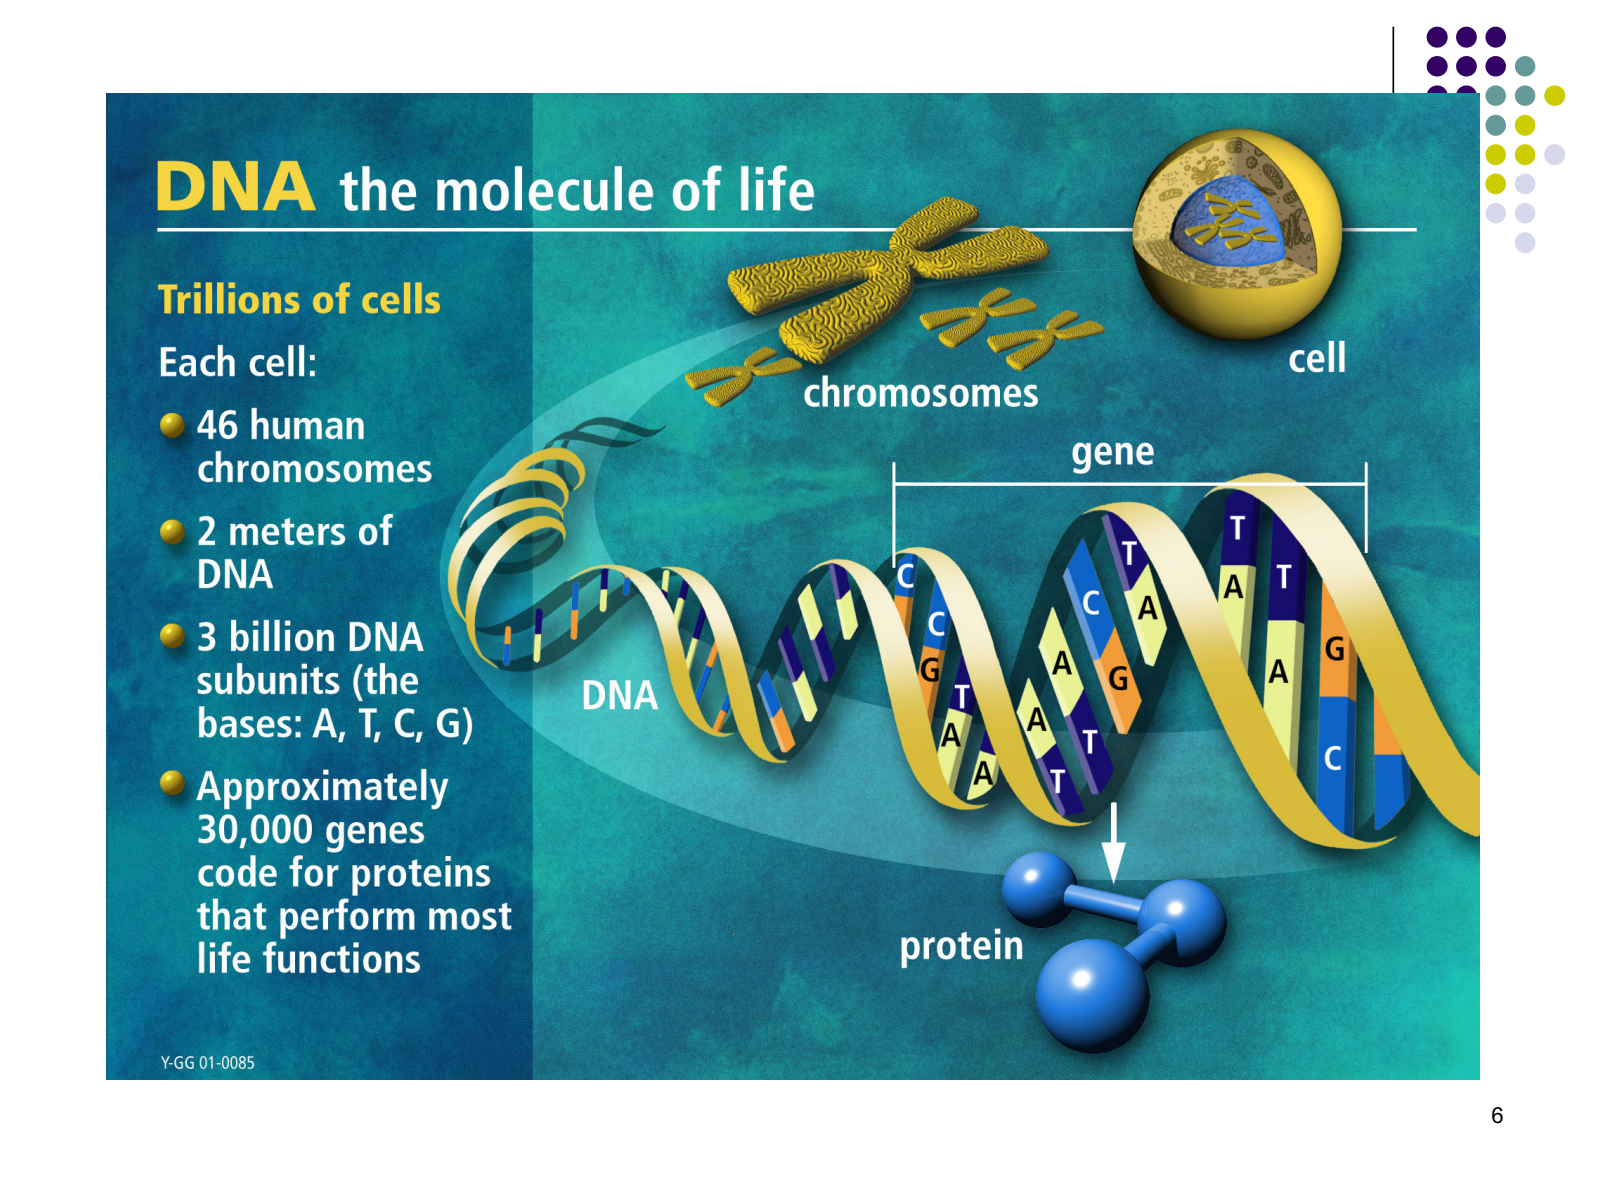 DNA the molecule of life
Trillions of cells
Each cell:
46 human
chromosomes
2 meters of
DNA
3 billion DNA
subunits (the
bases: A, T, C, G)
Approximately
30,000 genes
code for proteins
that perform most
life functions
Y-GG 01-0085
cell
chromosomes
gene
DNA
C
G
C
G
T
A
A
A
T
A
T
C
G
T
A
T
A
T
A
G
C
protein
6